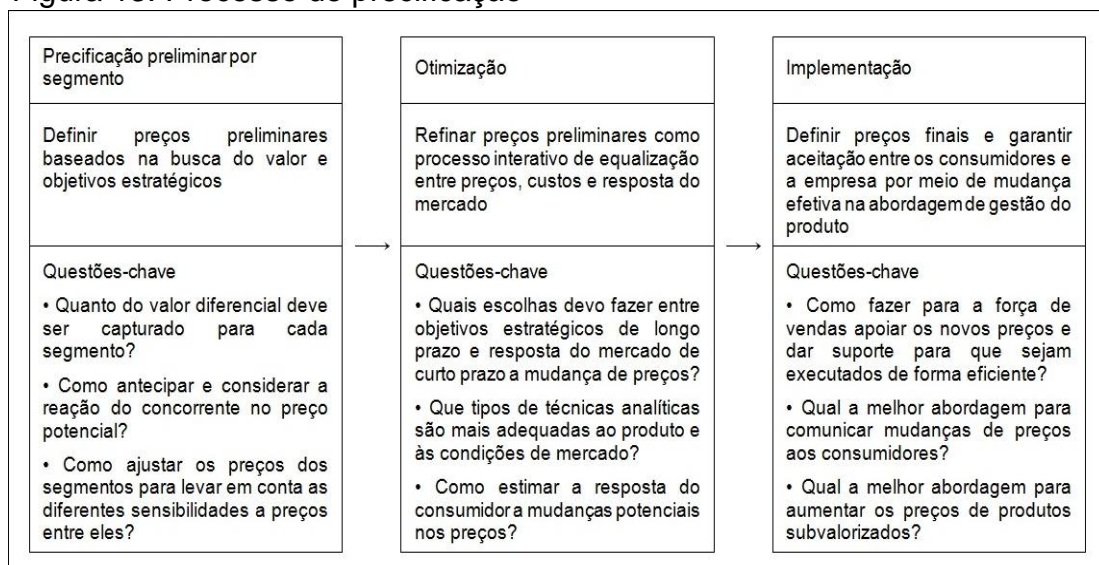 Figura 18: Processo de precificação
Precificação preliminar por
segmento
Definir preços preliminares
baseados na busca do valor e
objetivos estratégicos
Questões-chave
• Quanto do valor diferencial deve
ser capturado para cada
segmento?
• Como antecipar e considerar a
reação do concorrente no preço
potencial?
• Como ajustar os preços dos
segmentos para levar em conta as
diferentes sensibilidades a preços
entre eles?
Otimização
Refinar preços preliminares como
processo interativo de equalização
entre preços, custos e resposta do
mercado
Questões-chave
• Quais escolhas devo fazer entre
objetivos estratégicos de longo
prazo e resposta do mercado de
curto prazo a mudança de preços?
• Que tipos de técnicas analíticas
são mais adequadas ao produto e
às condições de mercado?
• Como estimar a resposta do
consumidor a mudanças potenciais
nos preços?
Implementação
Definir preços finais e garantir
aceitação entre os consumidores e
a empresa por meio de mudança
efetiva na abordagem de gestão do
produto
Questões-chave
• Como fazer para a força de
vendas apoiar os novos preços e
dar suporte para que sejam
executados de forma eficiente?
• Qual a melhor abordagem para
comunicar mudanças de preços
aos consumidores?
• Qual a melhor abordagem para
aumentar os preços de produtos
subvalorizados?